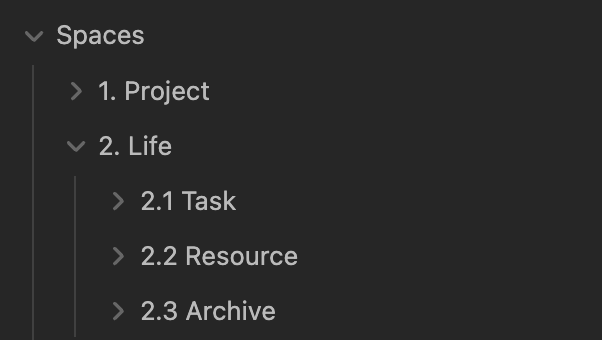 Spaces
1. Project
2. Life
2.1 Task
2.2 Resource
2.3 Archive